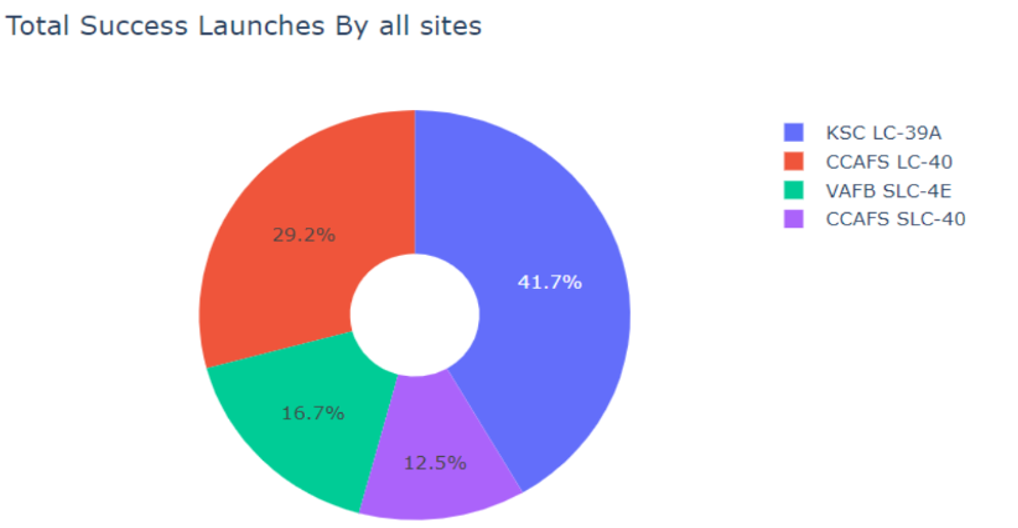 Total Success Launches By all sites
KSC LC-39A
CCAFS LC-40
VAFB SLC-4E
CCAFS SLC-40
29.2%
41.7%
16.7%
12.5%